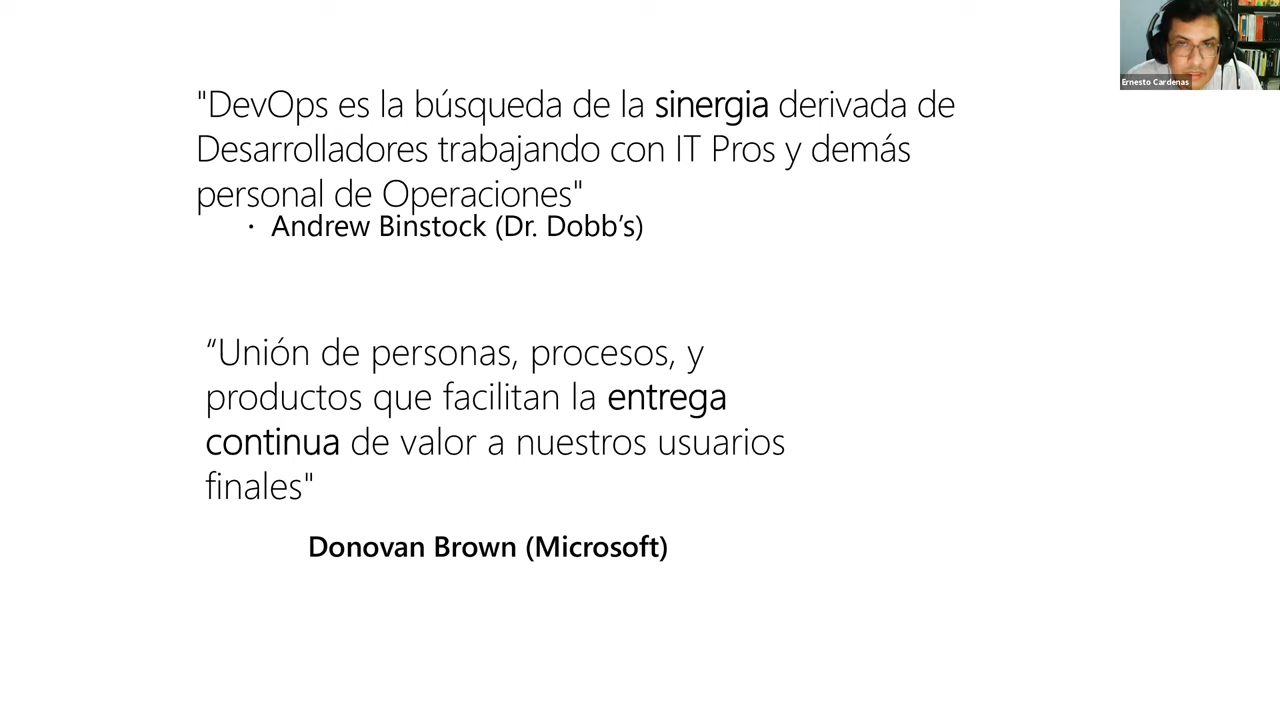 "DevOps es la búsqueda de la sinergia derivada de
Desarrolladores trabajando con IT Pros y demás
personal de Operaciones"
· Andrew Binstock (Dr. Dobb’s)
“Unión de personas, procesos, y
productos que facilitan la entrega
continua de valor a nuestros usuarios
finales"
Donovan Brown (Microsoft)
Ernesto Cardenas